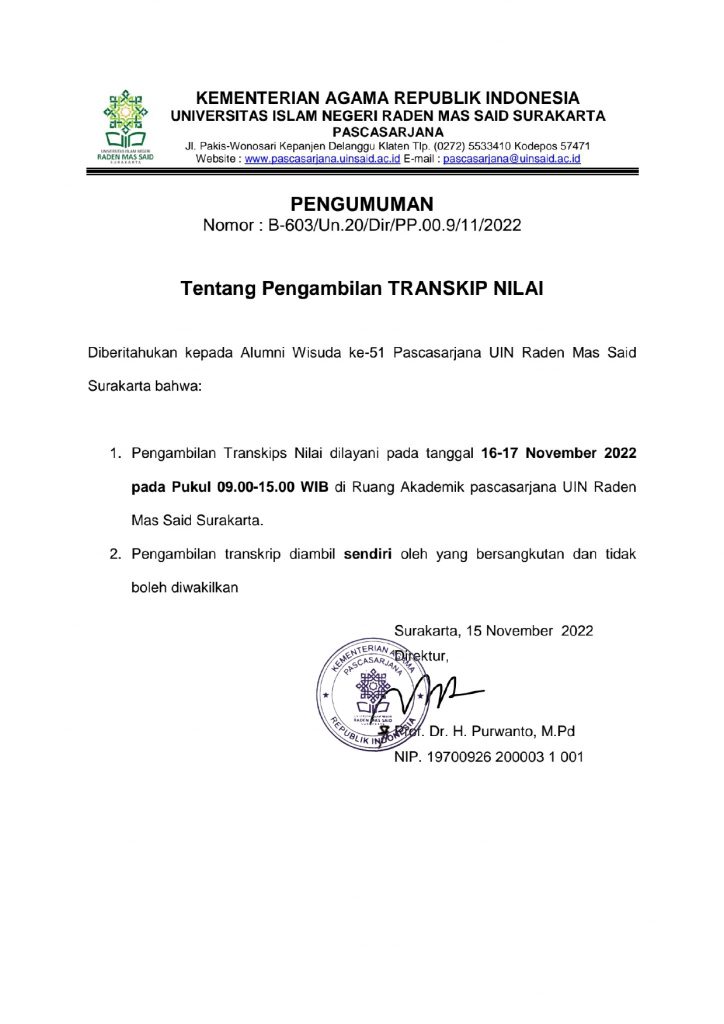 KEMENTERIAN AGAMA REPUBLIK INDONESIA
UNIVERSITAS ISLAM NEGERI RADEN MAS SAID SURAKARTA
PASCASARJANA
Jl. Pakis-Wonosari Kepanjen Delanggu Klaten Tlp. (0272) 5533410 Kodepos 57471
Website : www.pascasarjana.uinsaid.ac.id E-mail : pascasarjana@uinsaid.ac.id
UNIVERSITAS ISLAM NEGERI
RADEN MAS SAID
SURAKARTA
PENGUMUMAN
Nomor : B-603/Un.20/Dir/PP.00.9/11/2022
Tentang Pengambilan TRANSKIP NILAI
Diberitahukan kepada Alumni Wisuda ke-51 Pascasarjana UIN Raden Mas Said
Surakarta bahwa:
1. Pengambilan Transkips Nilai dilayani pada tanggal 16-17 November 2022
pada Pukul 09.00-15.00 WIB di Ruang Akademik pascasarjana UIN Raden
Mas Said Surakarta.
2. Pengambilan transkrip diambil sendiri oleh yang bersangkutan dan tidak
boleh diwakilkan
Surakarta, 15 November 2022
Direktur,
KEMENTERIAN AGAMA
PASCASARJANA
RADEN MAS SAID
REPUBLIK INDONESIA
Prof. Dr. H. Purwanto, M.Pd
NIP. 19700926 200003 1 001